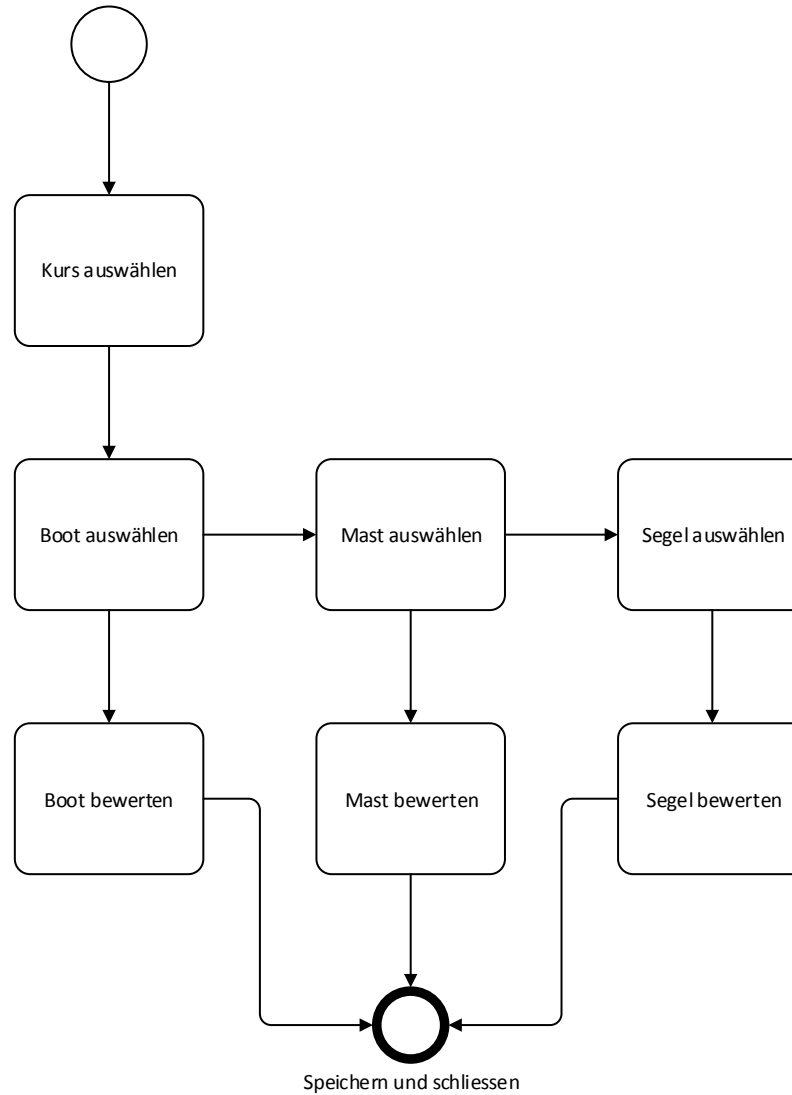 Kurs auswählen
Boot auswählen
Mast auswählen
Segel auswählen
Boot bewerten
Mast bewerten
Segel bewerten
Speichern und schliessen